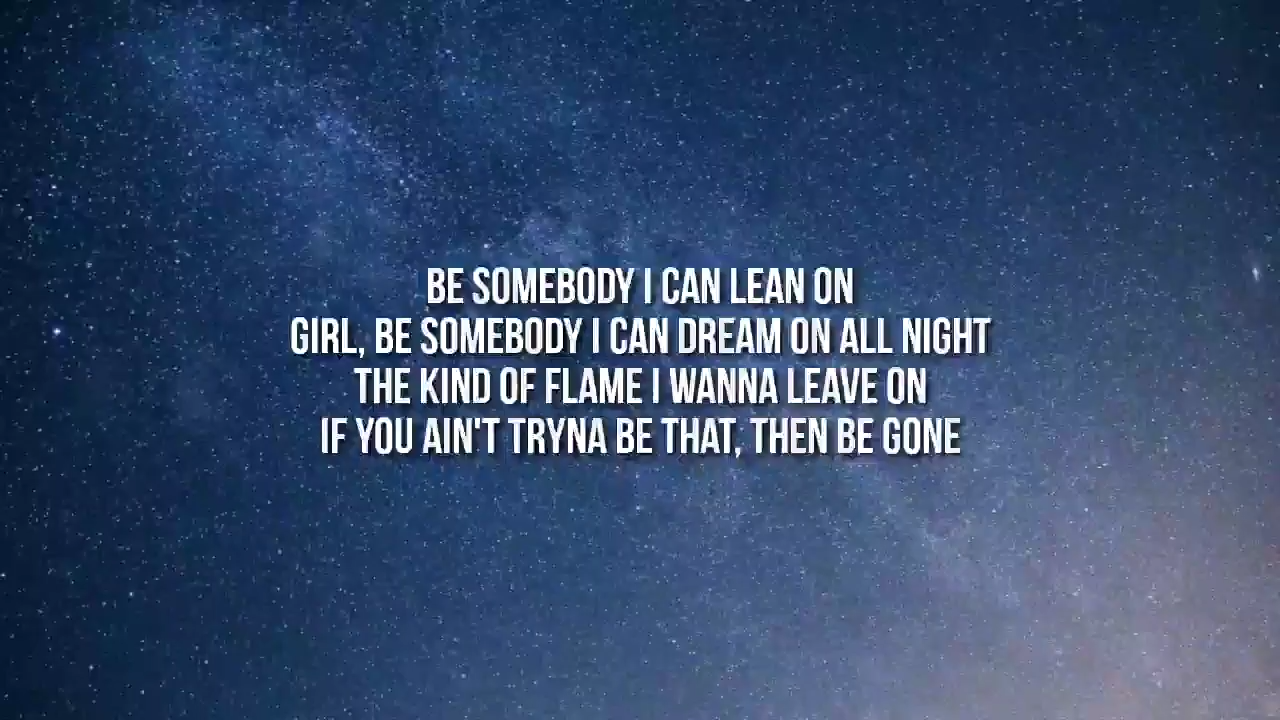 BE SOMEBODY I CAN LEAN ON
GIRL, BE SOMEBODY I CAN DREAM ON ALL NIGHT
THE KIND OF FLAME I WANNA LEAVE ON
IF YOU AIN'T TRYNA BE THAT, THEN BE GONE